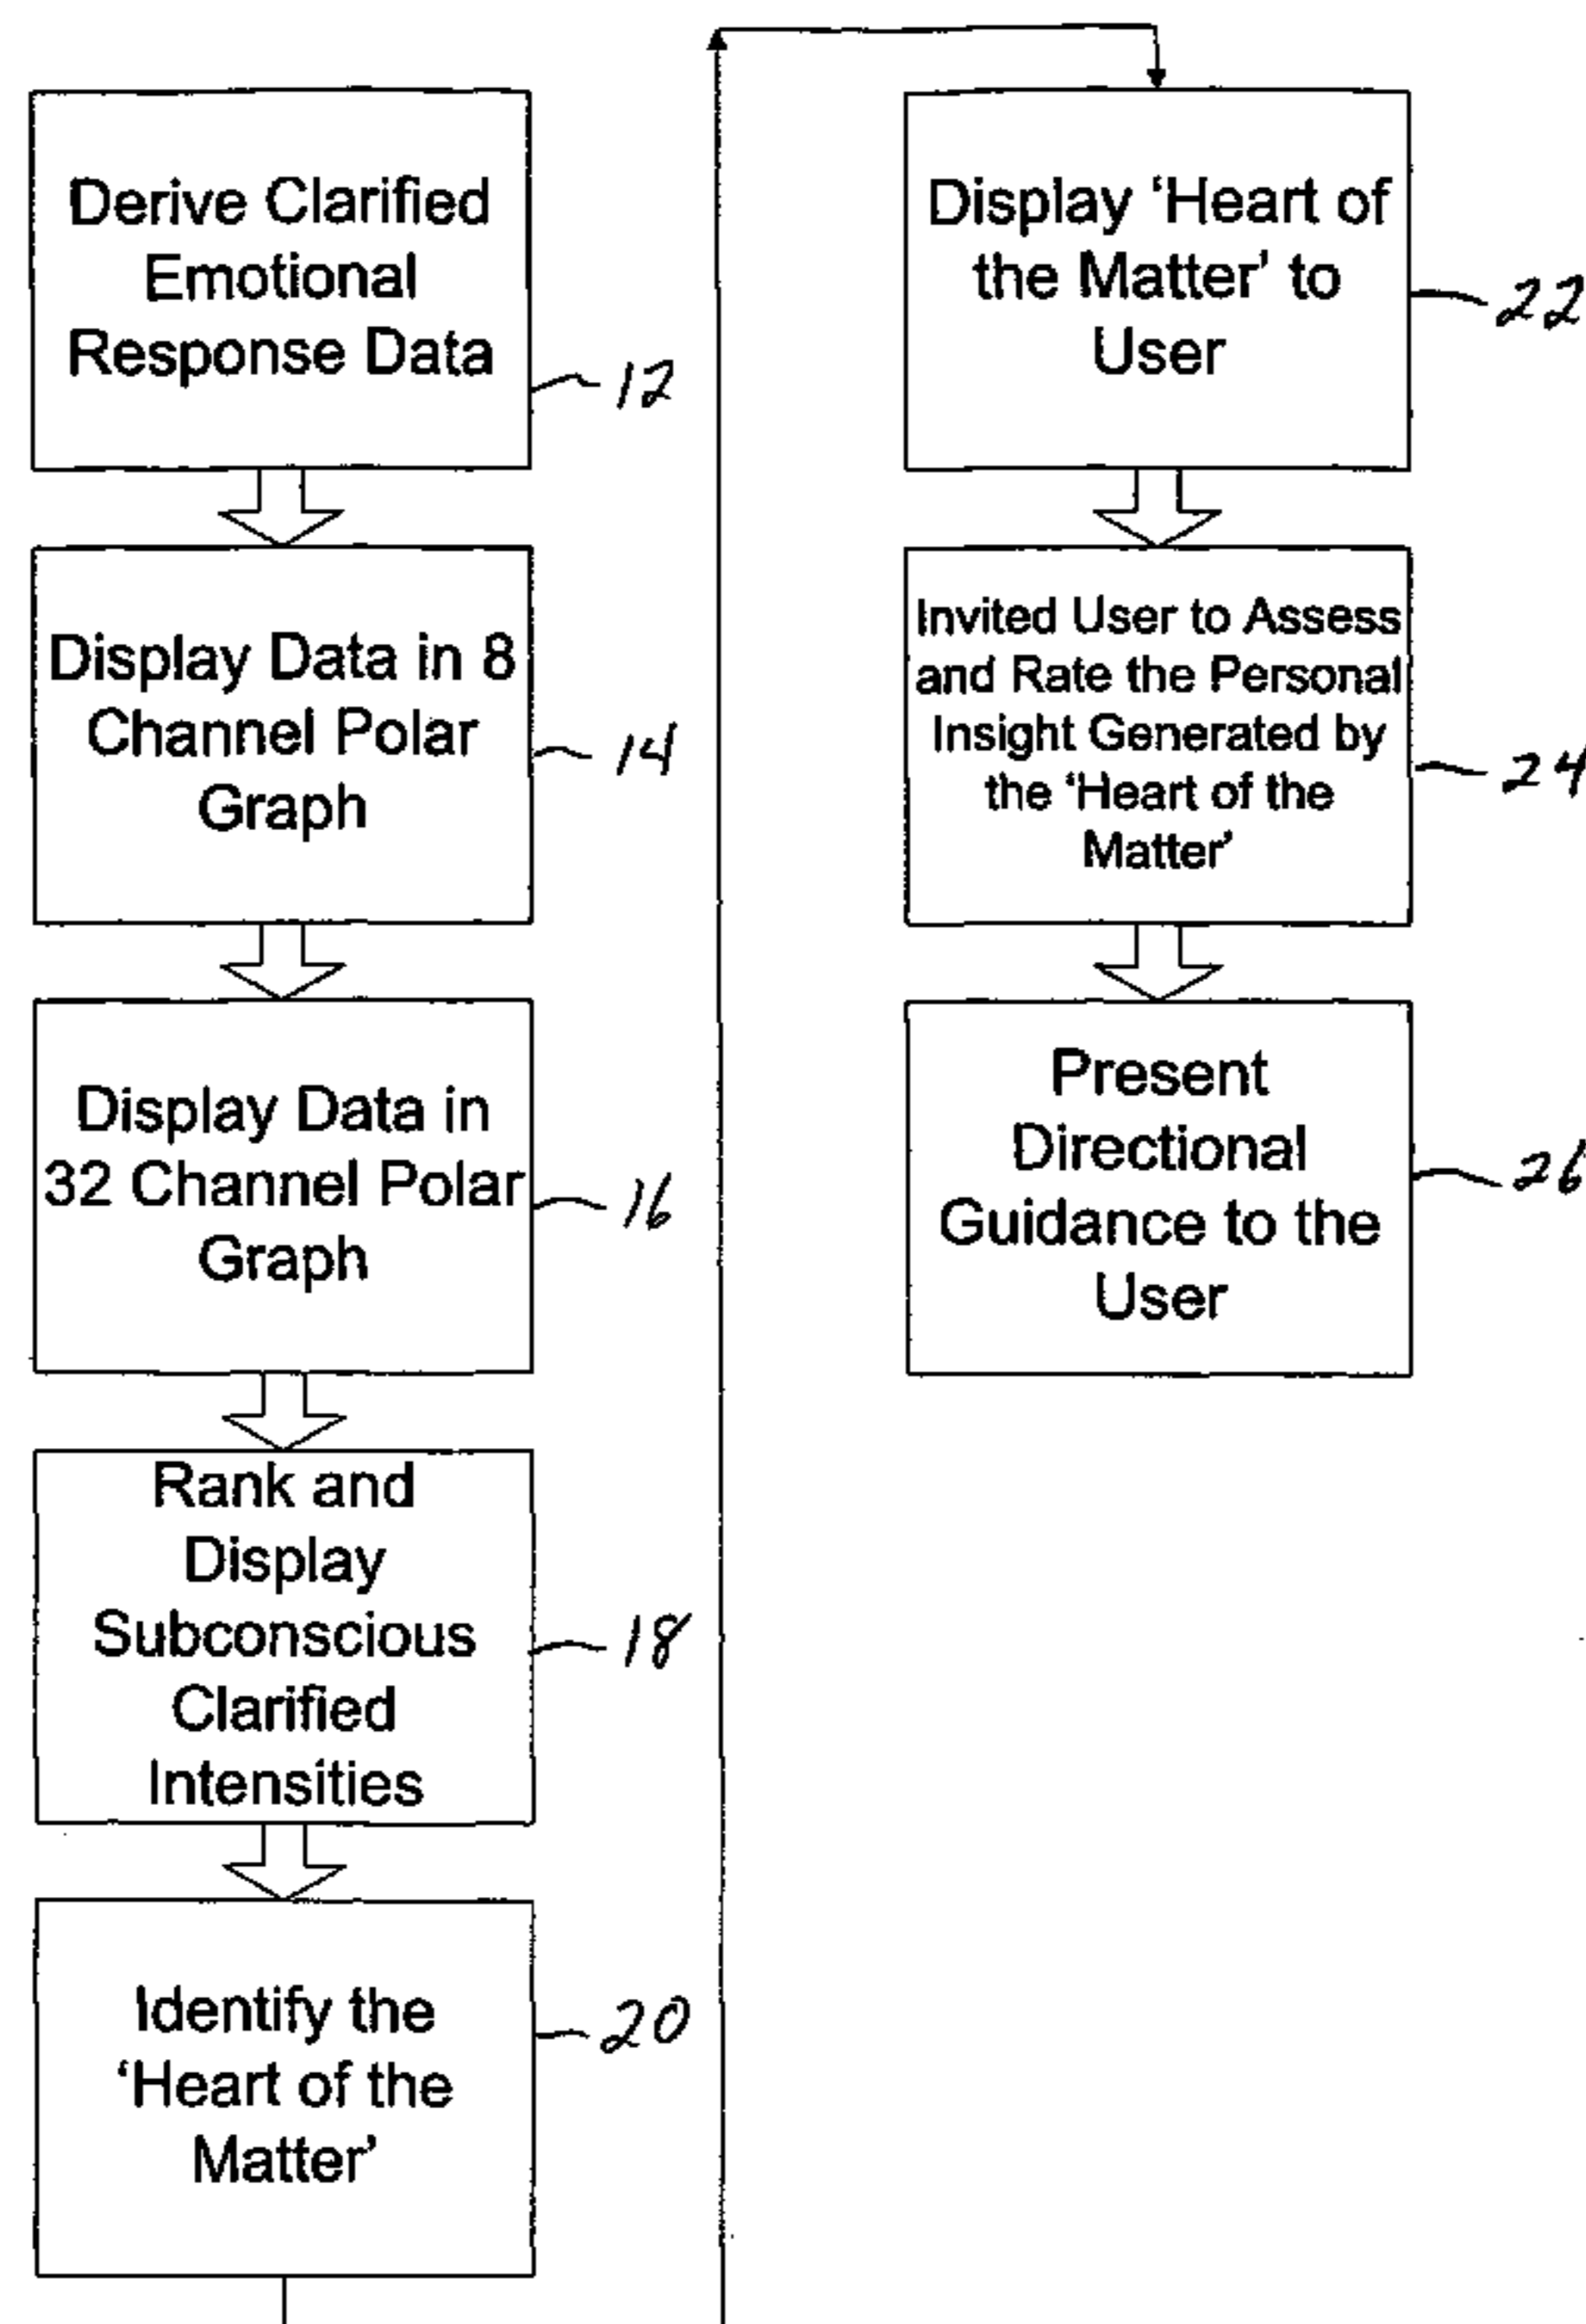 Derive Clarified
Emotional
Response Data
12
Display Data in 8
Channel Polar
Graph
14
Display Data in
32 Channel Polar
Graph
16
Rank and
Display
Subconscious
Clarified
Intensities
18
Identify the
‘Heart of the
Matter’
20
Display ‘Heart of
the Matter’ to
User
22
Invited User to Assess
and Rate the Personal
Insight Generated by
the ‘Heart of the
Matter’
24
Present
Directional
Guidance to the
User
26